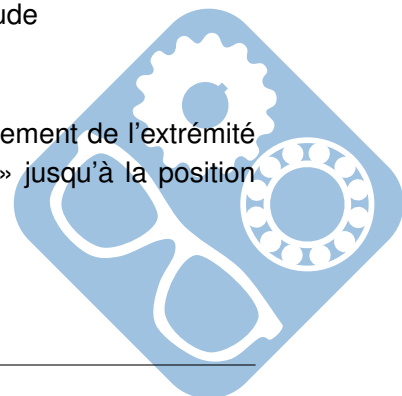 ude
ement de l'extrémité
» jusqu'à la position